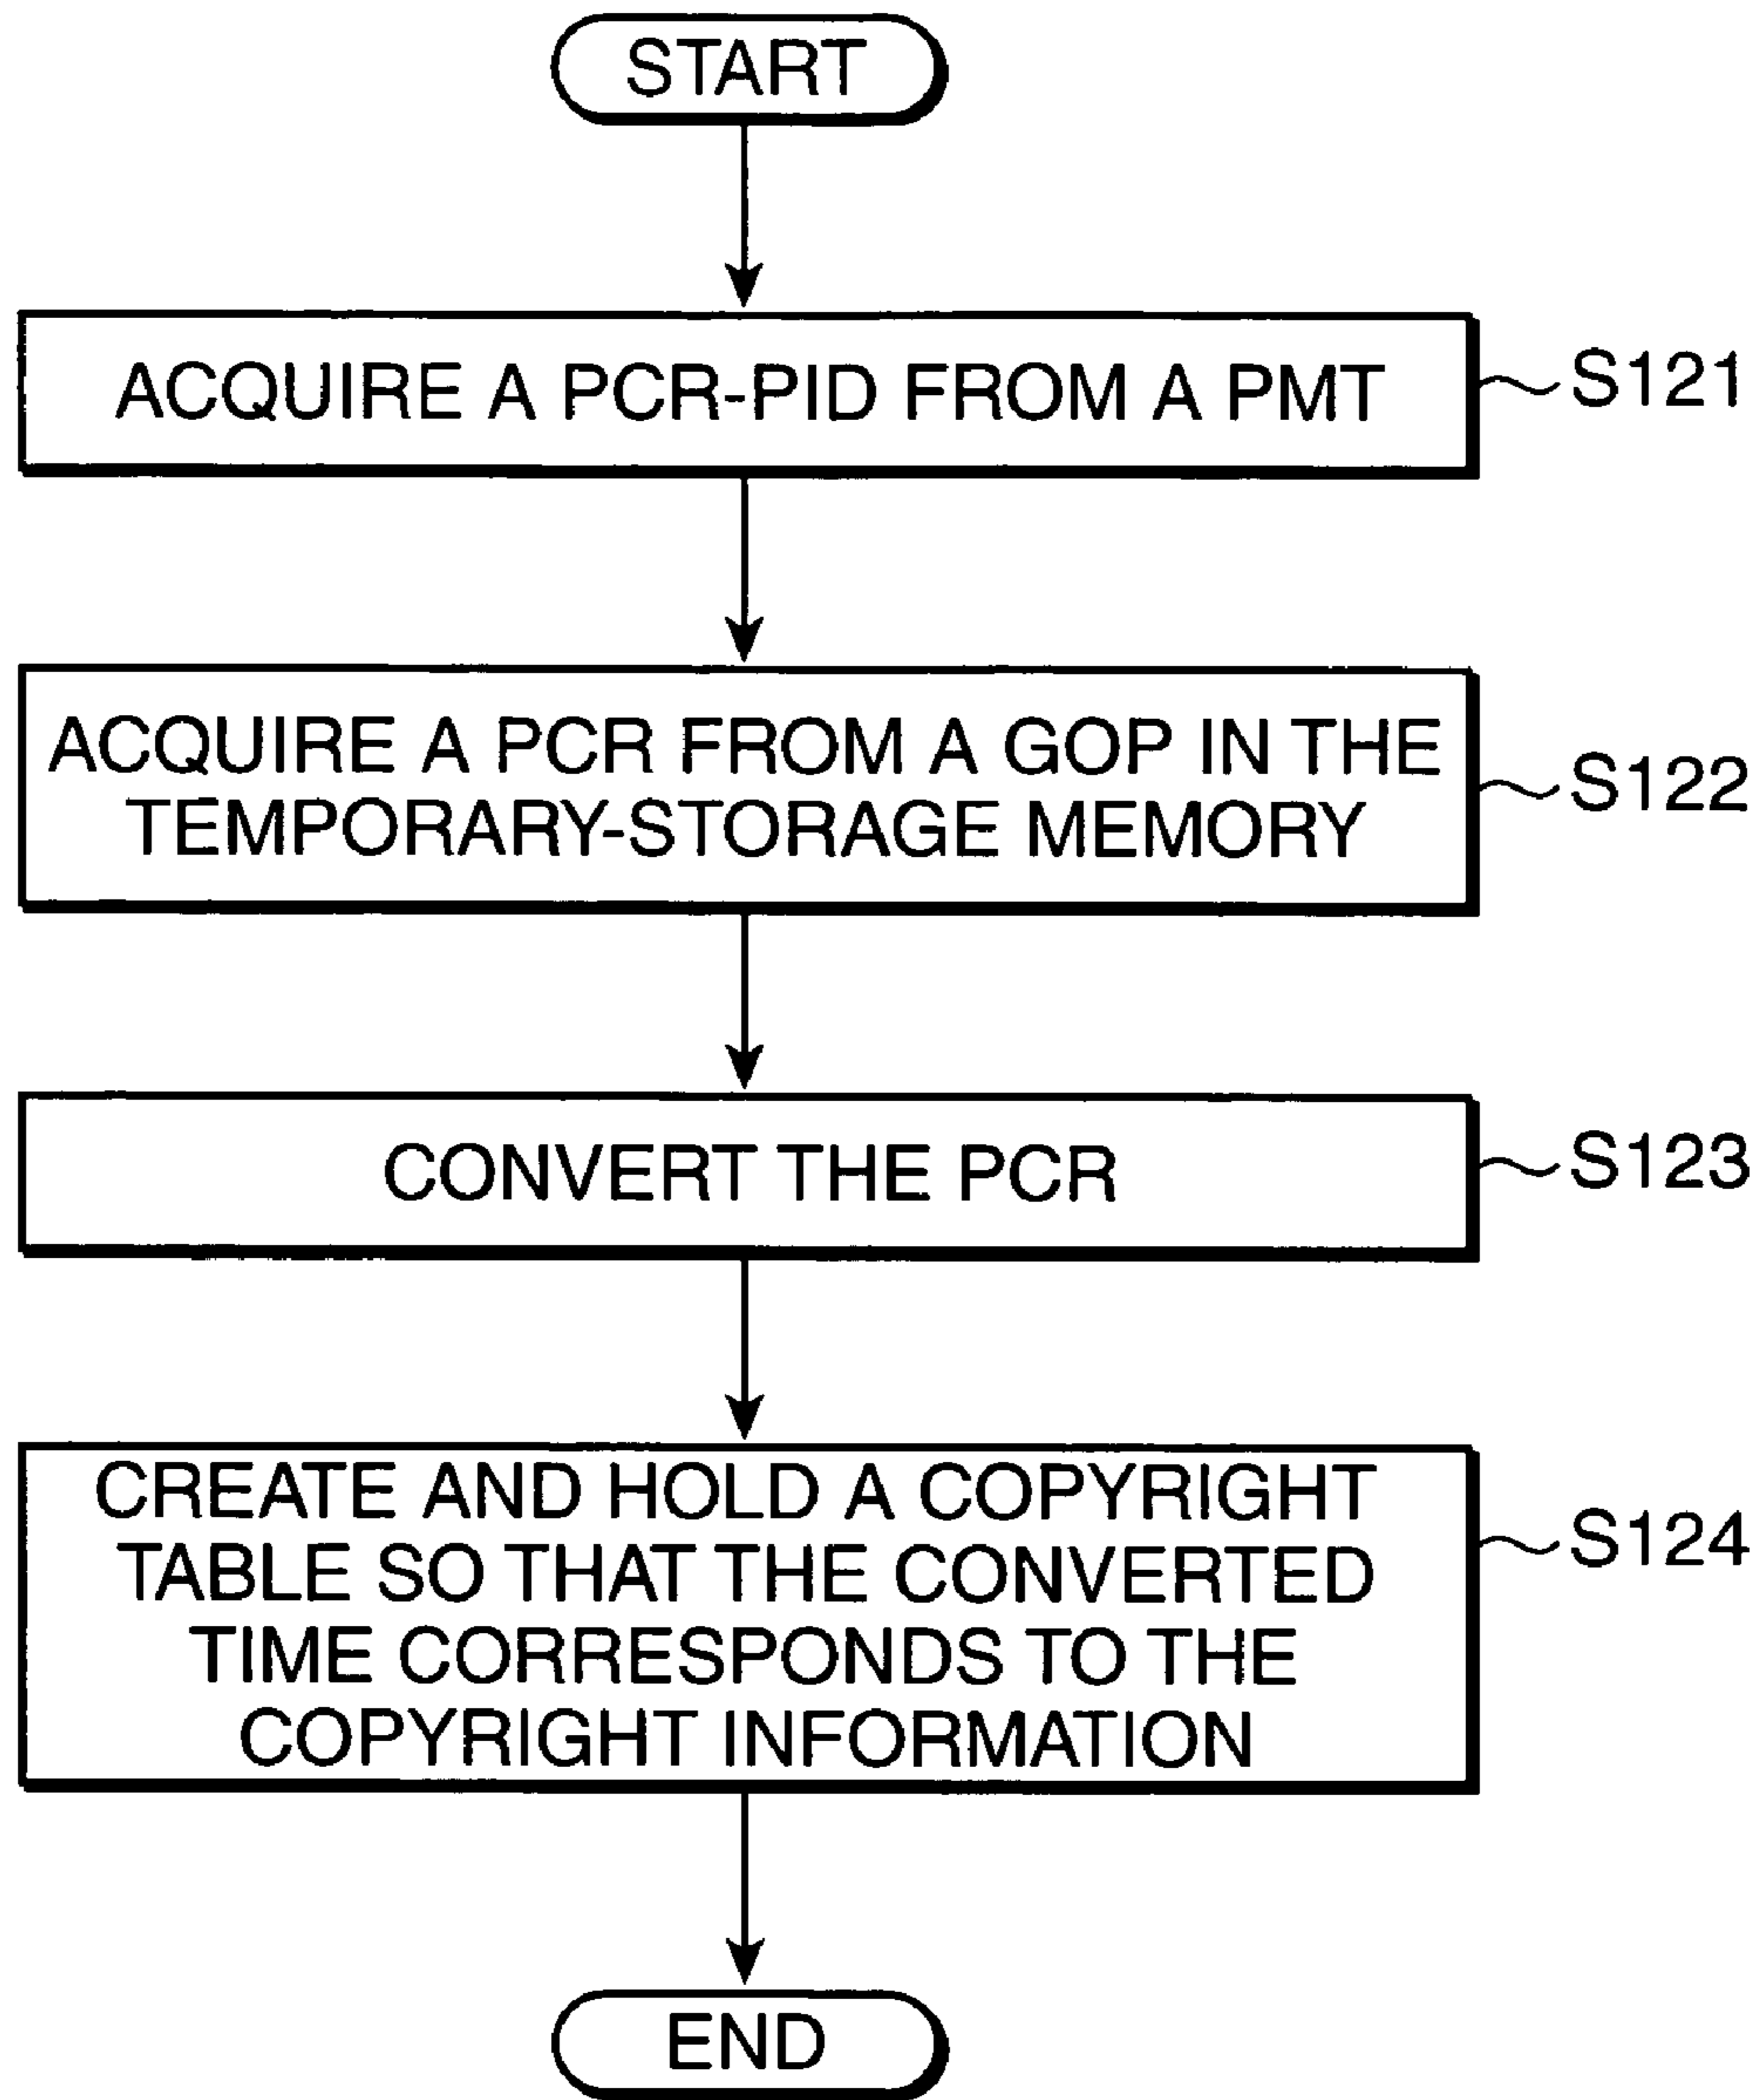 START
ACQUIRE A PCR-PID FROM A PMT
S121
ACQUIRE A PCR FROM A GOP IN THE
TEMPORARY-STORAGE MEMORY
S122
CONVERT THE PCR
S123
CREATE AND HOLD A COPYRIGHT
TABLE SO THAT THE CONVERTED
TIME CORRESPONDS TO THE
COPYRIGHT INFORMATION
S124
END